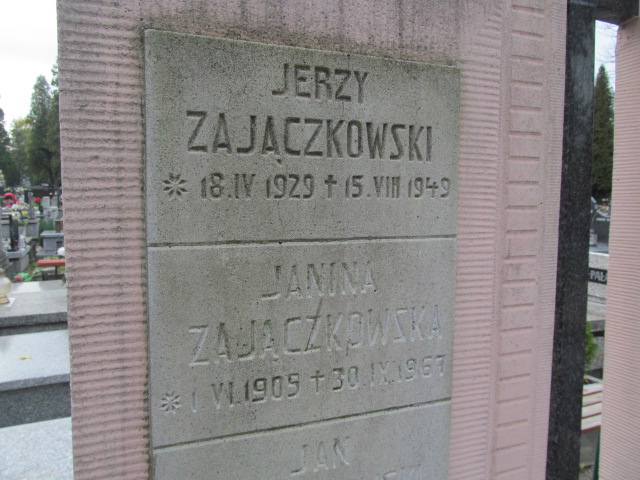 JERZY
ZAJĄCZKOWSKI
* 18.IV 1929 † 15.VIII 1949
JANINA
ZAJĄCZKOWSKA
* 1 VI.1905 † 30.IX.1967
JAN